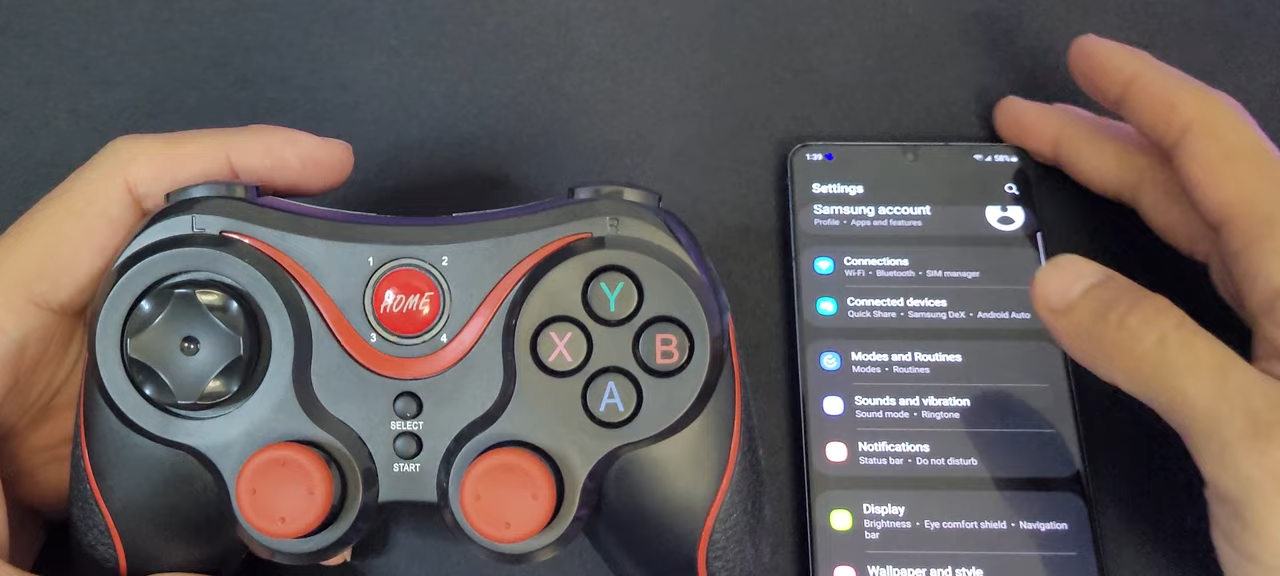 L
R
1
2
HOME
3
4
SELECT
START
Y
X
B
A
1:39
58%
Settings
Samsung account
Profile • Apps and features
Connections
Wi-Fi • Bluetooth • SIM manager
Connected devices
Quick Share • Samsung DeX • Android Auto
Modes and Routines
Modes • Routines
Sounds and vibration
Sound mode • Ringtone
Notifications
Status bar • Do not disturb
Display
Brightness • Eye comfort shield • Navigation
bar
Wallpaper and style